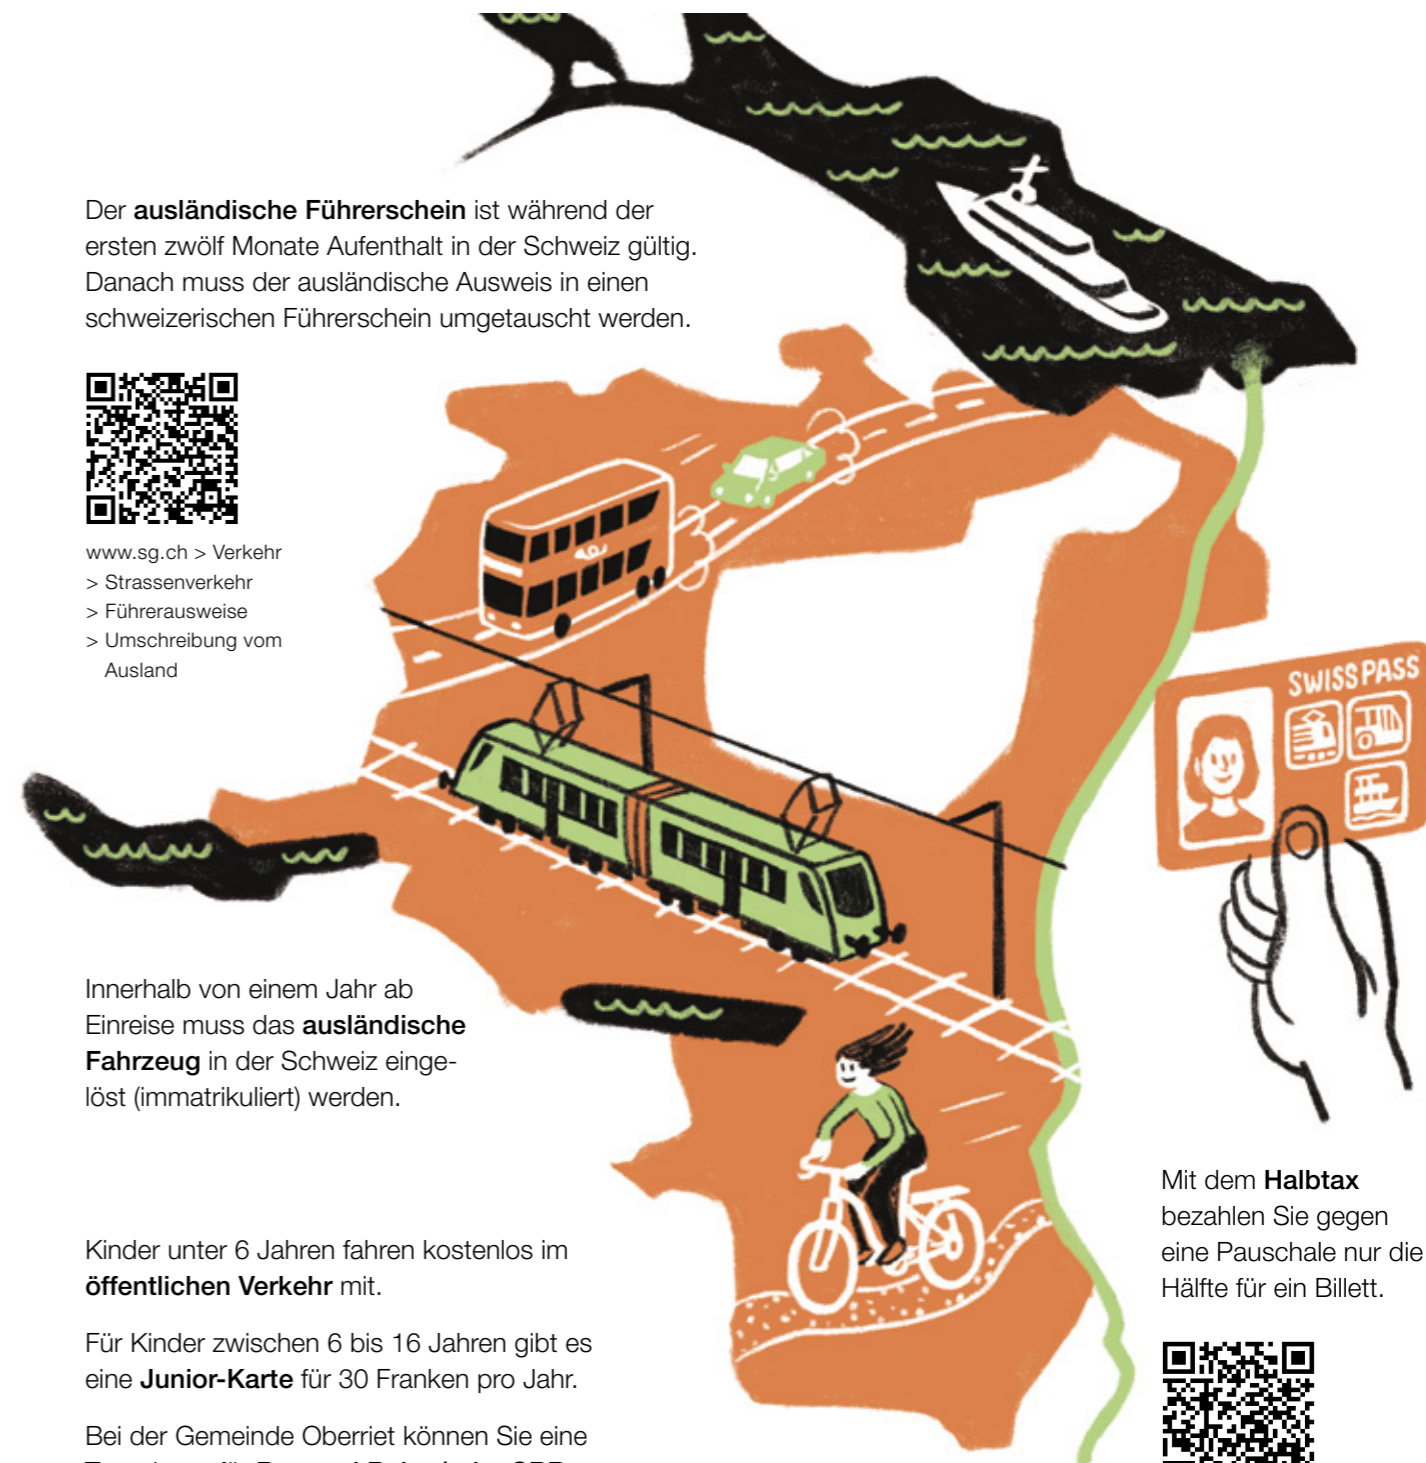 Der ausländische Führerschein ist während der
ersten zwölf Monate Aufenthalt in der Schweiz gültig.
Danach muss der ausländische Ausweis in einen
schweizerischen Führerschein umgetauscht werden.
www.sg.ch > Verkehr
> Strassenverkehr
> Führerausweise
> Umschreibung vom
Ausland
SWISSPASS
Innerhalb von einem Jahr ab
Einreise muss das ausländische
Fahrzeug in der Schweiz einge-
löst (immatrikuliert) werden.
Mit dem Halbtax
bezahlen Sie gegen
eine Pauschale nur die
Hälfte für ein Billett.
Kinder unter 6 Jahren fahren kostenlos im
öffentlichen Verkehr mit.
Für Kinder zwischen 6 bis 16 Jahren gibt es
eine Junior-Karte für 30 Franken pro Jahr.
Bei der Gemeinde Oberriet können Sie eine